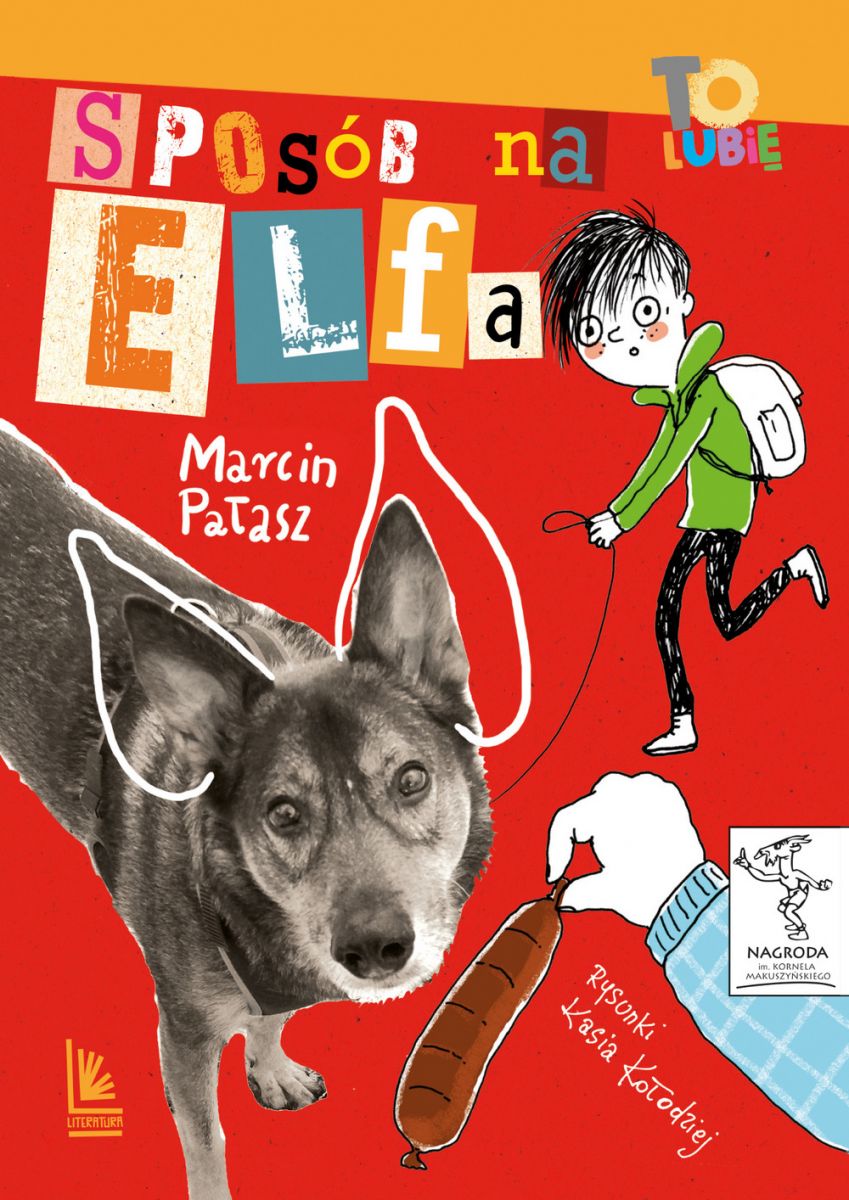 SPOSÓB na
ELfa
TO
LUBIĘ
Marcin
Pałasz
NAGRODA
im. KORNELA
MAKUSZYŃSKIEGO
Rysunki
Kasia Kołodziej
LITERATURA